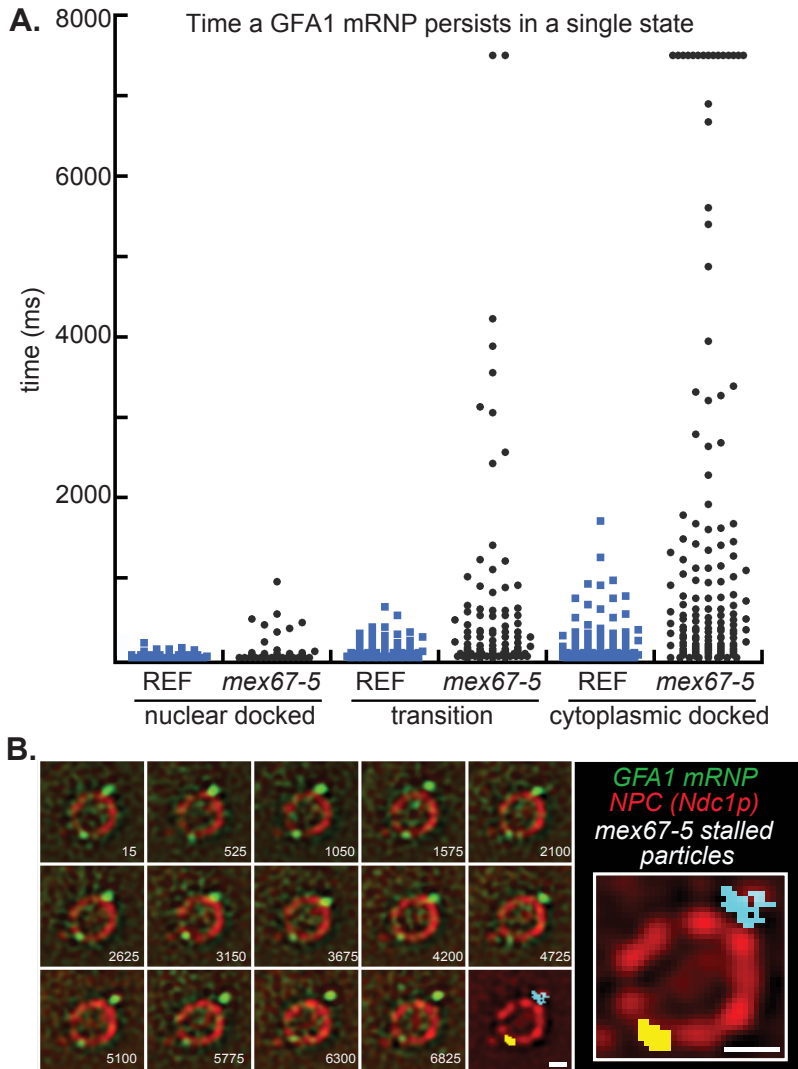 A.
Time a GFA1 mRNP persists in a single state
8000
6000
4000
2000
time (ms)
REF mex67-5 REF mex67-5 REF mex67-5
nuclear docked transition cytoplasmic docked
B.
15 525 1050 1575 2100
2625 3150 3675 4200 4725
5100 5775 6300 6825
GFA1 mRNP
NPC (Ndc1p)
mex67-5 stalled
particles